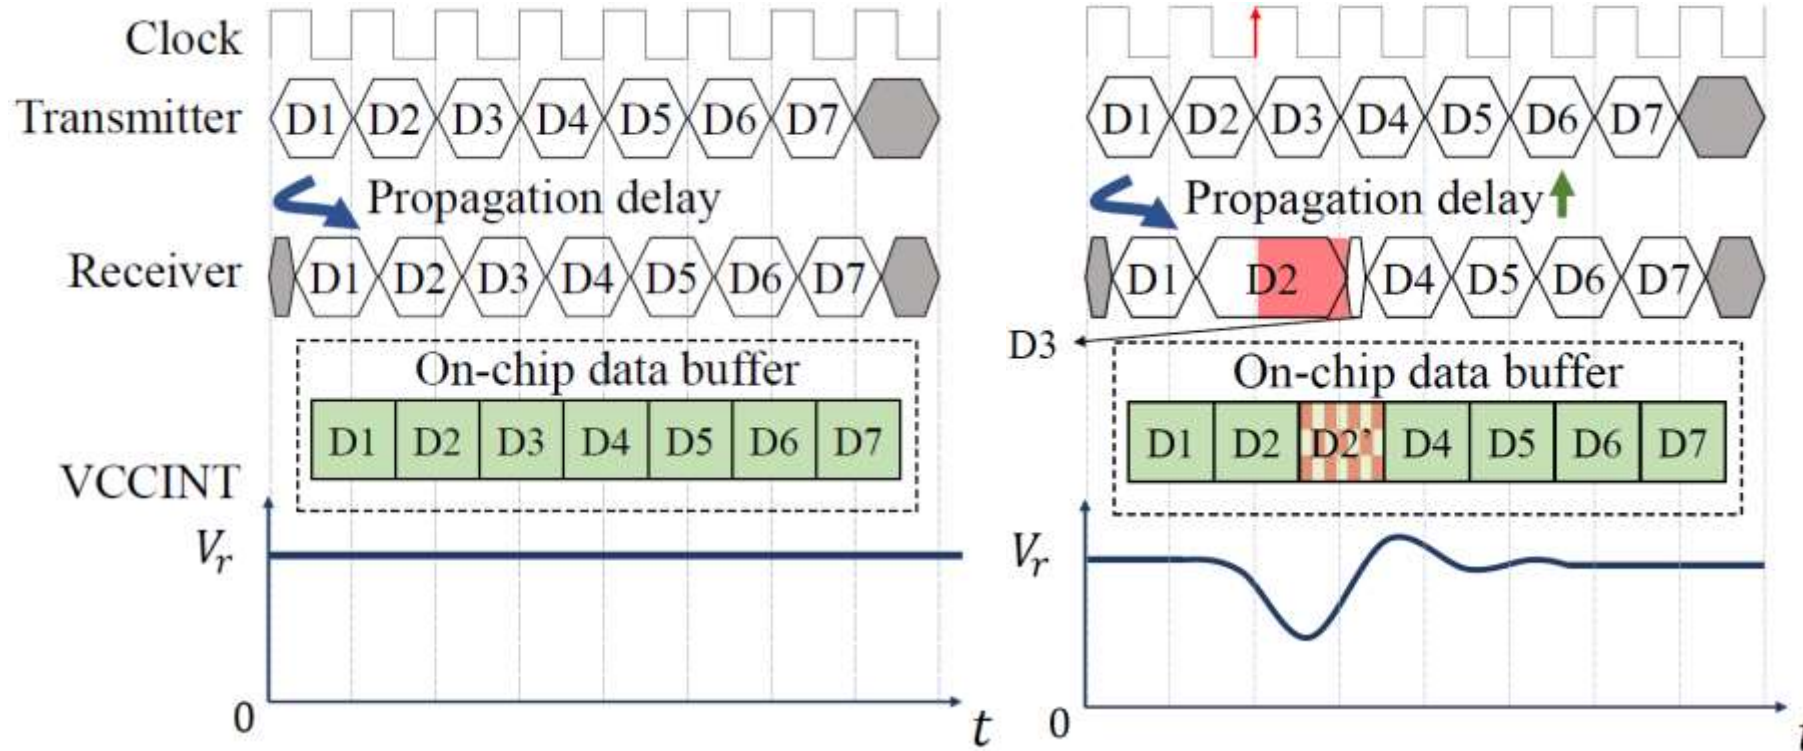 Clock
Transmitter D1 D2 D3 D4 D5 D6 D7
Propagation delay
Receiver D1 D2 D3 D4 D5 D6 D7
On-chip data buffer
D1 D2 D3 D4 D5 D6 D7
VCCINT
Vr
0
t
D1 D2 D3 D4 D5 D6 D7
Propagation delay
D1 D2 D4 D5 D6 D7
D3
On-chip data buffer
D1 D2 D2' D4 D5 D6 D7
Vr
0